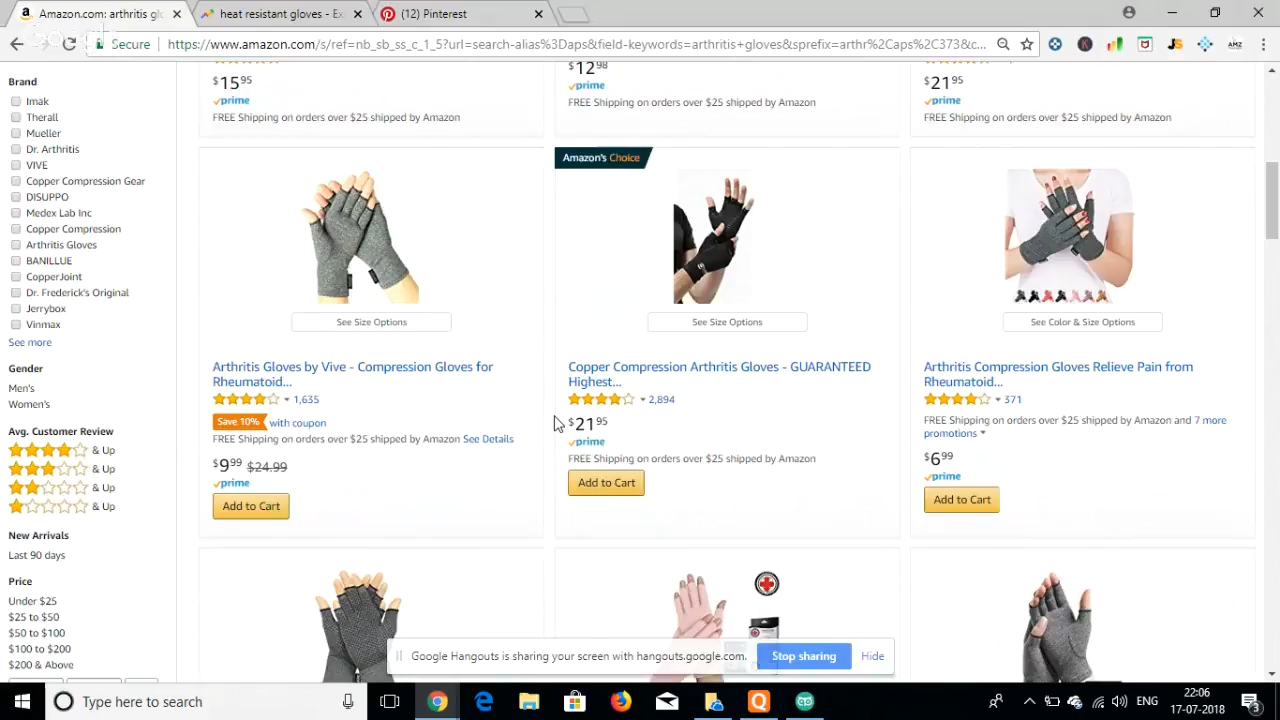 Amazon.com: arthritis glo
heat resistant gloves - Ex
(12) Pinterest
Secure
https://www.amazon.com/s/ref=nb_sb_ss_c_1_5?url=search-alias%3Daps&field-keywords=arthritis+gloves&sprefix=arthr%2Caps%2C373&c...
Brand
Imak
Therall
Mueller
Dr. Arthritis
VIVE
Copper Compression Gear
DISUPPO
Medex Lab Inc
Copper Compression
Arthritis Gloves
BANILLUE
CopperJoint
Dr. Frederick's Original
Jerrybox
Vinmax
See more
Gender
Men's
Women's
Avg. Customer Review
& Up
& Up
& Up
& Up
New Arrivals
Last 90 days
Price
Under $25
$25 to $50
$50 to $100
$100 to $200
$200 & Above
$15 95
prime
FREE Shipping on orders over $25 shipped by Amazon
$12 98
prime
FREE Shipping on orders over $25 shipped by Amazon
$21 95
prime
FREE Shipping on orders over $25 shipped by Amazon
See Size Options
Arthritis Gloves by Vive - Compression Gloves for
Rheumatoid...
1,635
Save 10% with coupon
FREE Shipping on orders over $25 shipped by Amazon See Details
$9 99 $24.99
prime
Add to Cart
Amazon's Choice
See Size Options
Copper Compression Arthritis Gloves - GUARANTEED
Highest...
2,894
$21 95
prime
FREE Shipping on orders over $25 shipped by Amazon
Add to Cart
See Color & Size Options
Arthritis Compression Gloves Relieve Pain from
Rheumatoid...
371
FREE Shipping on orders over $25 shipped by Amazon and 7 more
promotions
$6 99
prime
Add to Cart
Google Hangouts is sharing your screen with hangouts.google.com.
Stop sharing
Hide
Type here to search
ENG
22:06
17-07-2018
3